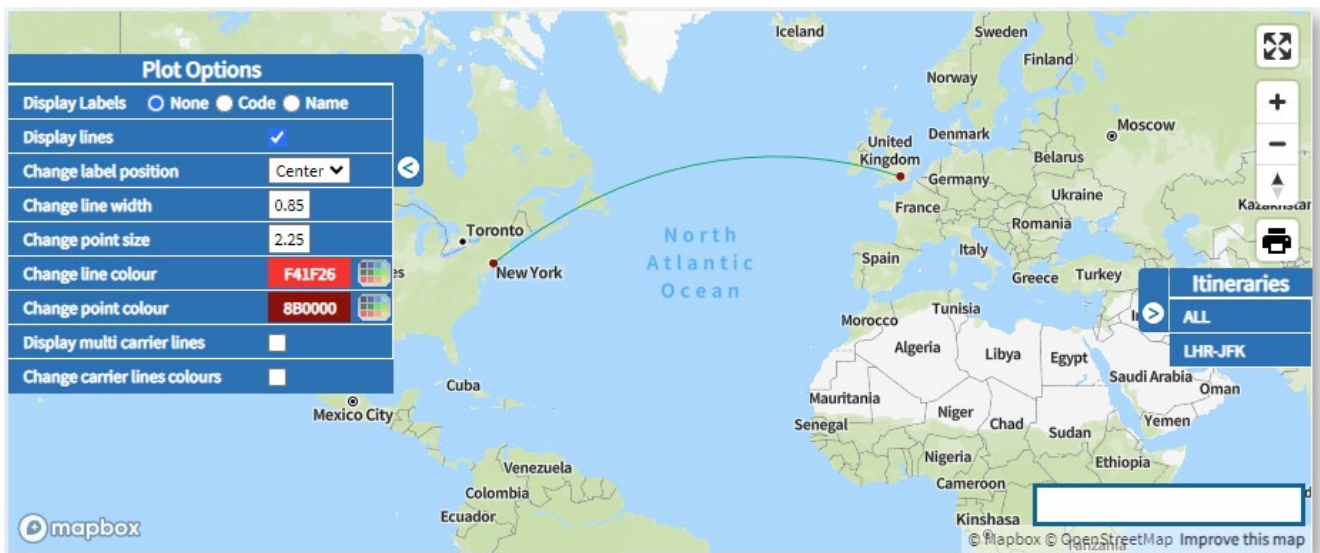 Plot Options
Display Labels None Code Name
Display lines
Change label position Center
Change line width 0.85
Change point size 2.25
Change line colour F41F26
Change point colour 8B0000
Display multi carrier lines
Change carrier lines colours
Iceland
Sweden
Finland
Norway
Moscow
United
Kingdom
Denmark
Belarus
Germany
Ukraine
France
Kazakhstan
Romania
Toronto
New York
North
Atlantic
Ocean
Spain
Italy
Greece
Turkey
Itineraries
ALL
LHR-JFK
Morocco
Tunisia
Algeria
Libya
Egypt
Saudi Arabia
Oman
Cuba
Mexico City
Mauritania
Senegal
Niger
Chad
Sudan
Yemen
Nigeria
Ethiopia
Cameroon
Venezuela
Colombia
Ecuador
Kinshasa
Tanzania
mapbox
© Mapbox © OpenStreetMap Improve this map